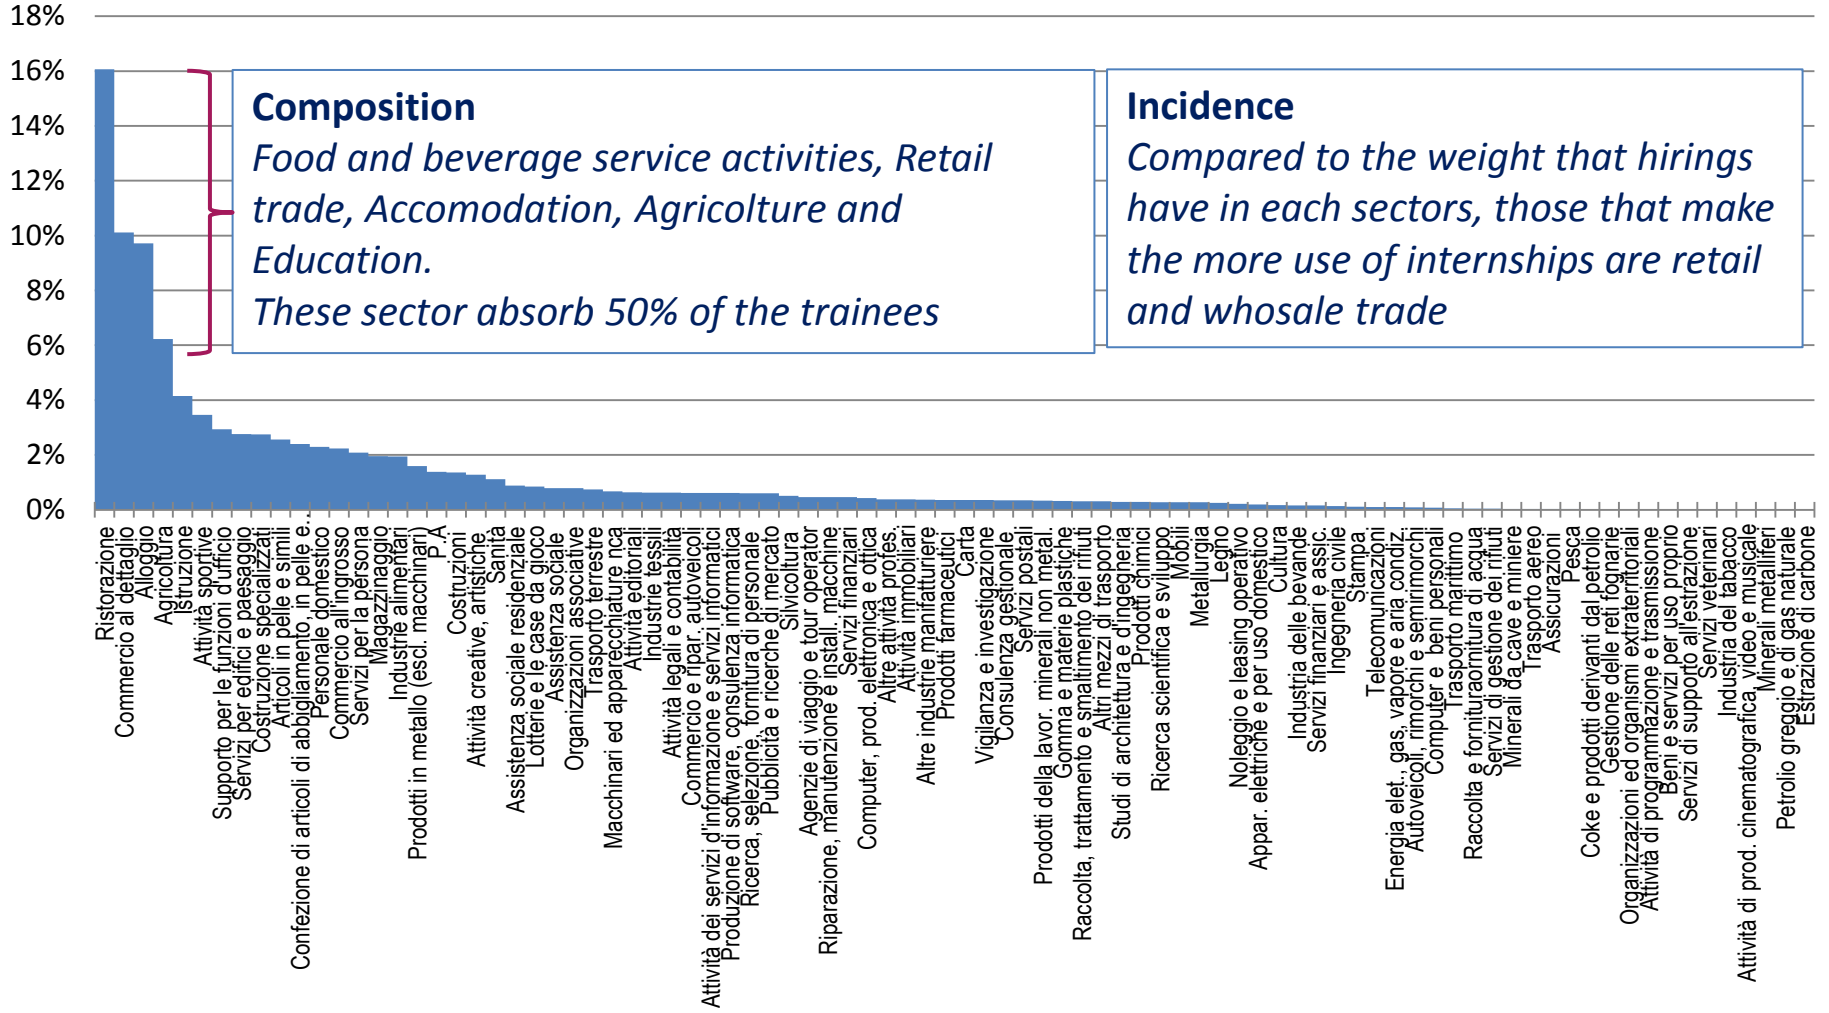 18%
16%
14%
12%
10%
8%
6%
4%
2%
0%
Composition
Food and beverage service activities, Retail
trade, Accomodation, Agricolture and
Education.
These sector absorb 50% of the trainees
Incidence
Compared to the weight that hirings
have in each sectors, those that make
the more use of internships are retail
and whosale trade
Ristorazione
Commercio al dettaglio
Alloggio
Agricoltura
Istruzione
Attività sportive
Supporto per le funzioni d'ufficio
Servizi per edifici e paesaggio
Costruzione specializzati
Articoli in pelle e simili
Confezione di articoli di abbigliamento, in pelle e..
Personale domestico
Commercio all'ingrosso
Servizi per la persona
Magazzinaggio
Industrie alimentari
Prodotti in metallo (escl. macchinari)
P.A
Costruzioni
Attività creative, artistiche
Sanità
Assistenza sociale residenziale
Lotterie e le case da gioco
Assistenza sociale
Organizzazioni associative
Trasporto terrestre
Macchinari ed apparecchiature nca
Attività editoriali
Industrie tessili
Attività legali e contabilità
Commercio e ripar. autoveicoli
Attività dei servizi d'informazione e servizi informatici
Produzione di software, consulenza informatica
Ricerca, selezione, fornitura di personale
Pubblicità e ricerche di mercato
Silvicoltura
Agenzie di viaggio e tour operator
Riparazione, manutenzione e install. macchine
Servizi finanziari
Computer, prod. elettronica e ottica
Altre attività profes..
Attività immobiliari
Altre industrie manifatturiere
Prodotti farmaceutici
Carta
Vigilanza e investigazione
Consulenza gestionale
Servizi postali
Prodotti della lavor. minerali non metal..
Gomma e materie plastiche
Raccolta, trattamento e smaltimento dei rifiuti
Altri mezzi di trasporto
Studi di architettura e d'ingegneria
Prodotti chimici
Ricerca scientifica e sviluppo
Mobili
Metallurgia
Legno
Noleggio e leasing operativo
Appar. elettriche e per uso domestico
Cultura
Industria delle bevande
Servizi finanziari e assic.
Ingegneria civile
Stampa
Telecomunicazioni
Energia elet., gas, vapore e aria condiz.
Autoveicoli, rimorchi e semirimorchi
Computer e beni personali
Trasporto marittimo
Raccolta e fornituraornitura di acqua
Servizi di gestione dei rifiuti
Minerali da cave e miniere
Trasporto aereo
Assicurazioni
Pesca
Coke e prodotti derivanti dal petrolio
Gestione delle reti fognarie
Organizzazioni ed organismi extraterritoriali
Attività di programmazione e trasmissione
Beni e servizi per uso proprio
Servizi di supporto all'estrazione
Servizi veterinari
Industria del tabacco
Attività di prod. cinematografica, video e musicale
Minerali metalliferi
Petrolio greggio e di gas naturale
Estrazione di carbone